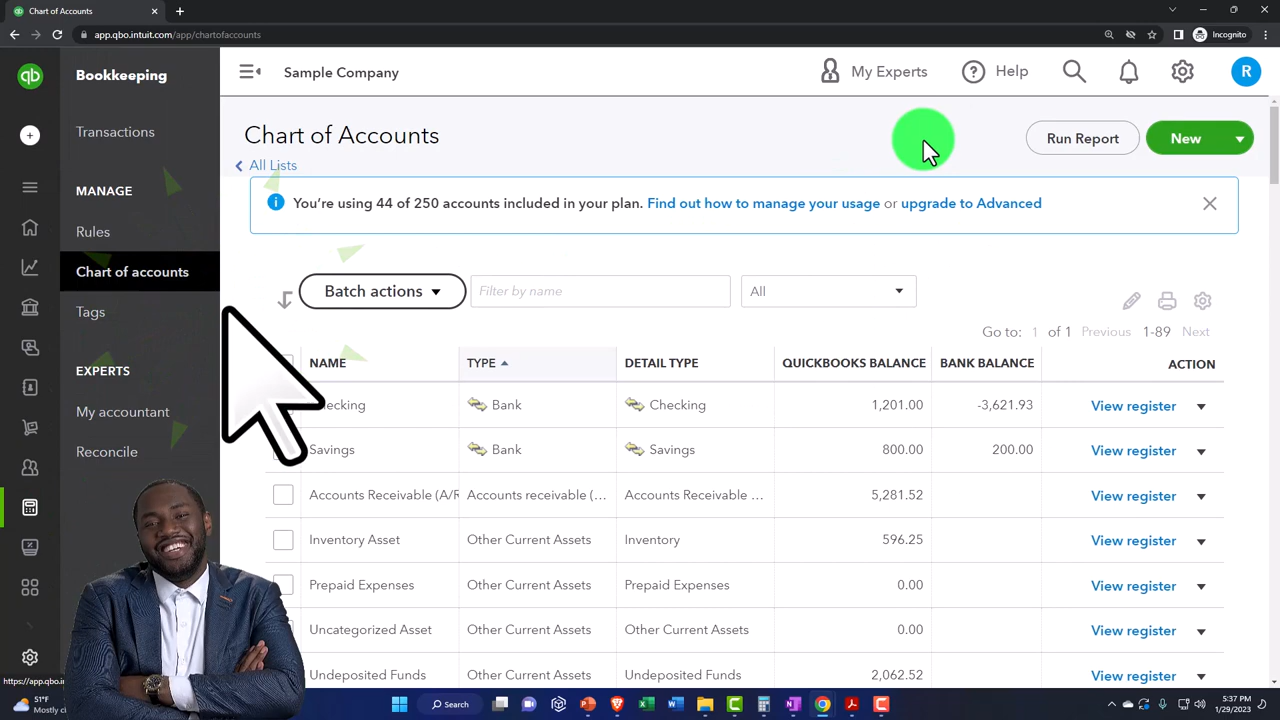 Chart of Accounts
app.qbo.intuit.com/app/chartofaccounts
Incognito
qb
Bookkeeping
Sample Company
My Experts
Help
R
Transactions
MANAGE
Rules
Chart of accounts
Tags
EXPERTS
My accountant
Reconcile
Chart of Accounts
All Lists
Run Report
New
You're using 44 of 250 accounts included in your plan. Find out how to manage your usage or upgrade to Advanced
Batch actions
Filter by name
All
Go to: 1 of 1 Previous 1-89 Next
NAME TYPE DETAIL TYPE QUICKBOOKS BALANCE BANK BALANCE ACTION
Bank Checking 1,201.00 -3,621.93 View register
Savings Bank Savings 800.00 200.00 View register
Accounts Receivable (A/R Accounts receivable (... Accounts Receivable ... 5,281.52 View register
Inventory Asset Other Current Assets Inventory 596.25 View register
Prepaid Expenses Other Current Assets Prepaid Expenses 0.00 View register
Uncategorized Asset Other Current Assets Other Current Assets 0.00 View register
Undeposited Funds Other Current Assets Undeposited Funds 2,062.52 View register
https://app.qbo.in
51°F
Mostly
Search
5:37 PM
1/29/2023